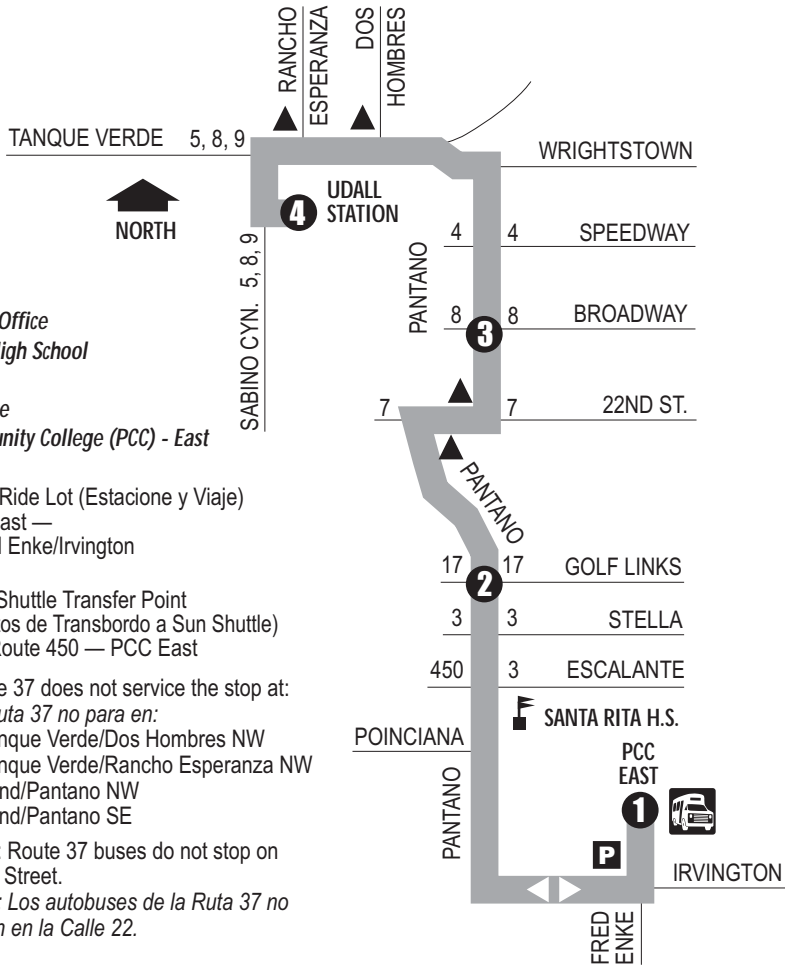 RANCHO
ESPERANZA
DOS
HOMBRES
TANQUE VERDE 5, 8, 9
WRIGHTSTOWN
NORTH
4
UDALL
STATION
SABINO CYN. 5, 8, 9
PANTANO
4 4 SPEEDWAY
8 3 8 BROADWAY
7 7 22ND ST.
PANTANO
17 2 17 GOLF LINKS
3 3 STELLA
450 3 ESCALANTE
SANTA RITA H.S.
POINCIANA
PANTANO
PCC
EAST
1
P
IRVINGTON
FRED
ENKE
Office
High School
unity College (PCC) - East
Ride Lot (Estacione y Viaje)
ast —
Enke/Irvington
Shuttle Transfer Point
tos de Transbordo a Sun Shuttle)
Route 450 — PCC East
e 37 does not service the stop at:
uta 37 no para en:
nque Verde/Dos Hombres NW
nque Verde/Rancho Esperanza NW
nd/Pantano NW
nd/Pantano SE
: Route 37 buses do not stop on
Street.
: Los autobuses de la Ruta 37 no
n en la Calle 22.